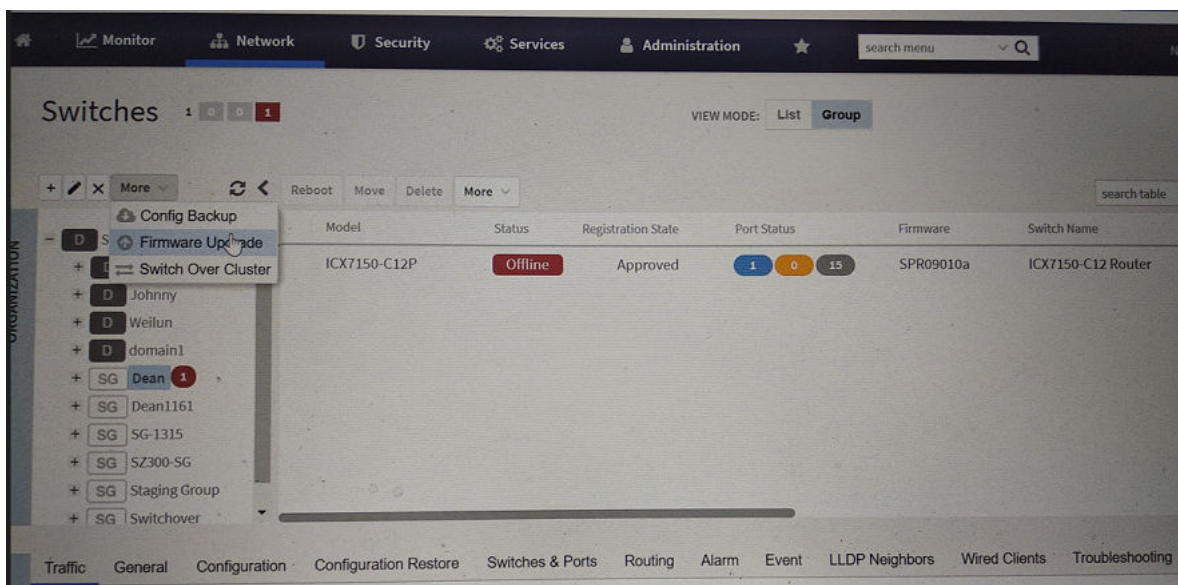 Monitor Network Security Services Administration search menu
Switches 1 0 0 1 VIEW MODE: List Group
More Reboot Move Delete More search table
Config Backup
Firmware Upgrade
Switch Over Cluster
Model Status Registration State Port Status Firmware Switch Name
D S
ICX7150-C12P Offline Approved 1 0 15 SPR09010a ICX7150-C12 Router
ORGANIZATION
D Johnny
D Weilun
D domain1
SG Dean 1
SG Dean1161
SG SG-1315
SG SZ300-SG
SG Staging Group
SG Switchover
Traffic General Configuration Configuration Restore Switches & Ports Routing Alarm Event LLDP Neighbors Wired Clients Troubleshooting